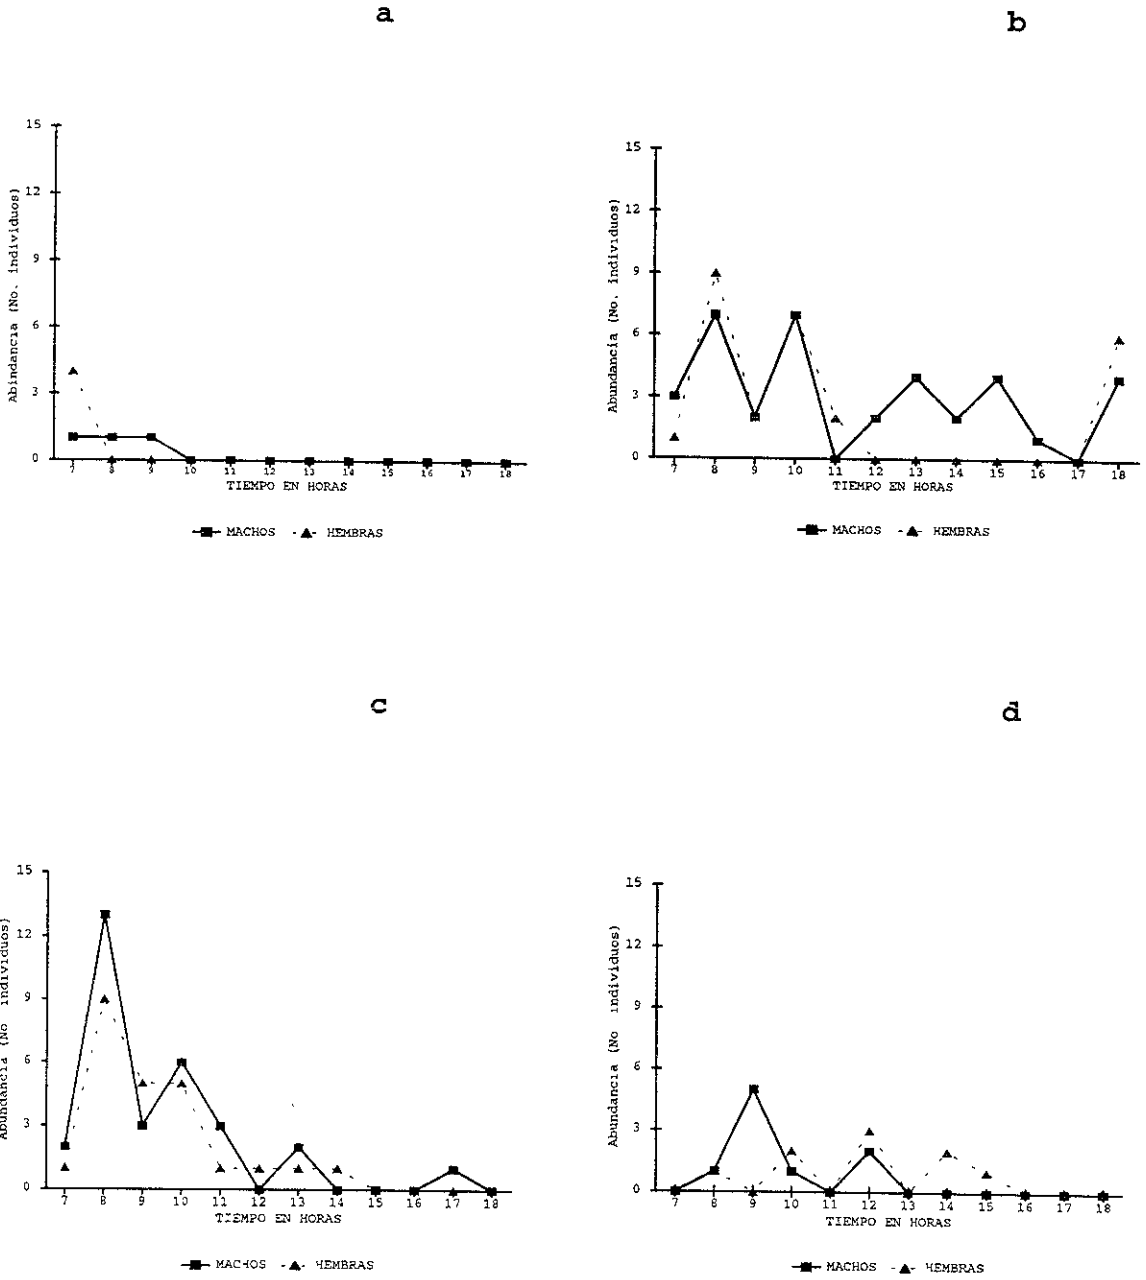 a
15
12
9
6
3
0
Abindancia (No. individuos)
7 8 9 10 11 12 13 14 15 16 17 18
TIEMPO EN HORAS
MACHOS HEMBRAS
b
15
12
9
6
3
0
Abundancia (No. individuos)
7 8 9 10 11 12 13 14 15 16 17 18
TIEMPO EN HORAS
MACHOS HEMBRAS
c
15
12
9
6
3
0
Abundancia (No individuos)
7 8 9 10 11 12 13 14 15 16 17 18
TIEMPO EN HORAS
MACHOS HEMBRAS
d
15
12
9
6
3
0
Abundancia (No individuos)
7 8 9 10 11 12 13 14 15 16 17 18
TIEMPO EN HORAS
MACHOS HEMBRAS